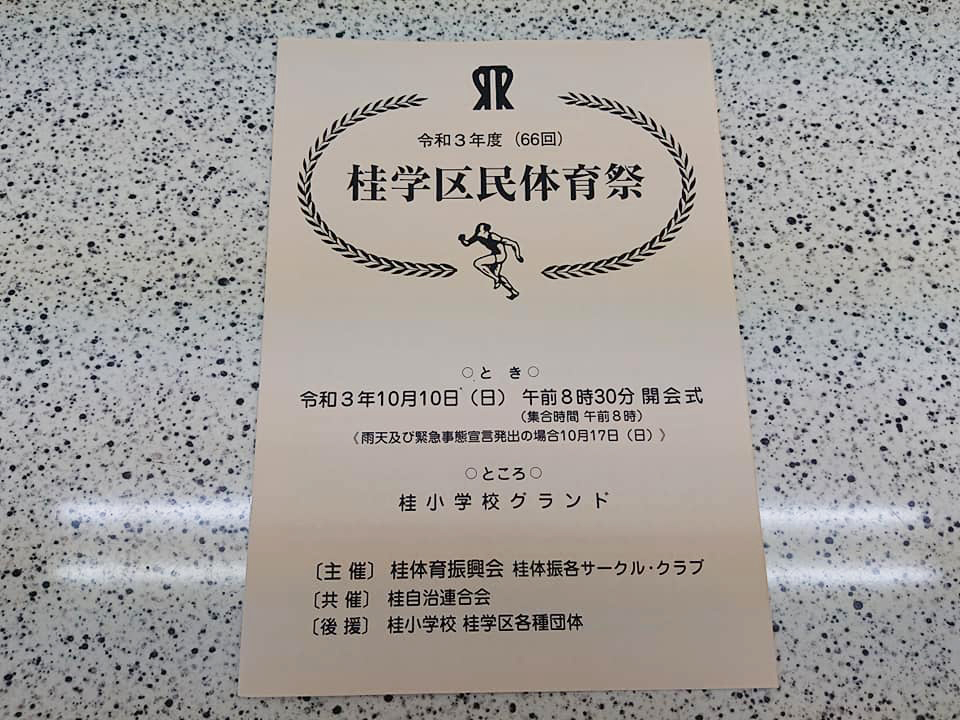 令和3年度（66回）
桂学区民体育祭
○とき○
令和3年10月10日（日） 午前8時30分 開会式
（集合時間 午前8時）
《雨天及び緊急事態宣言発出の場合10月17日（日）》
○ところ○
桂小学校グランド
〔主催〕 桂体育振興会 桂体振各サークル・クラブ
〔共催〕 桂自治連合会
〔後援〕 桂小学校 桂学区各種団体